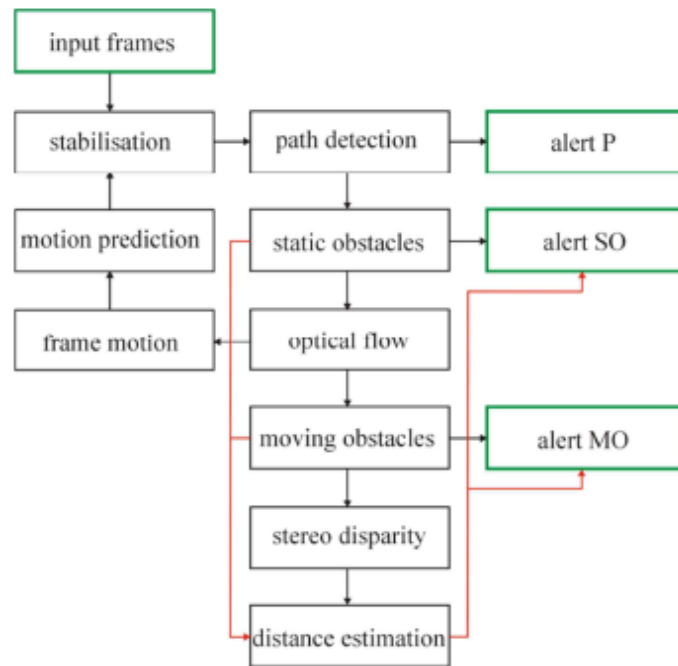 input frames
stabilisation
path detection
alert P
motion prediction
static obstacles
alert SO
frame motion
optical flow
moving obstacles
alert MO
stereo disparity
distance estimation